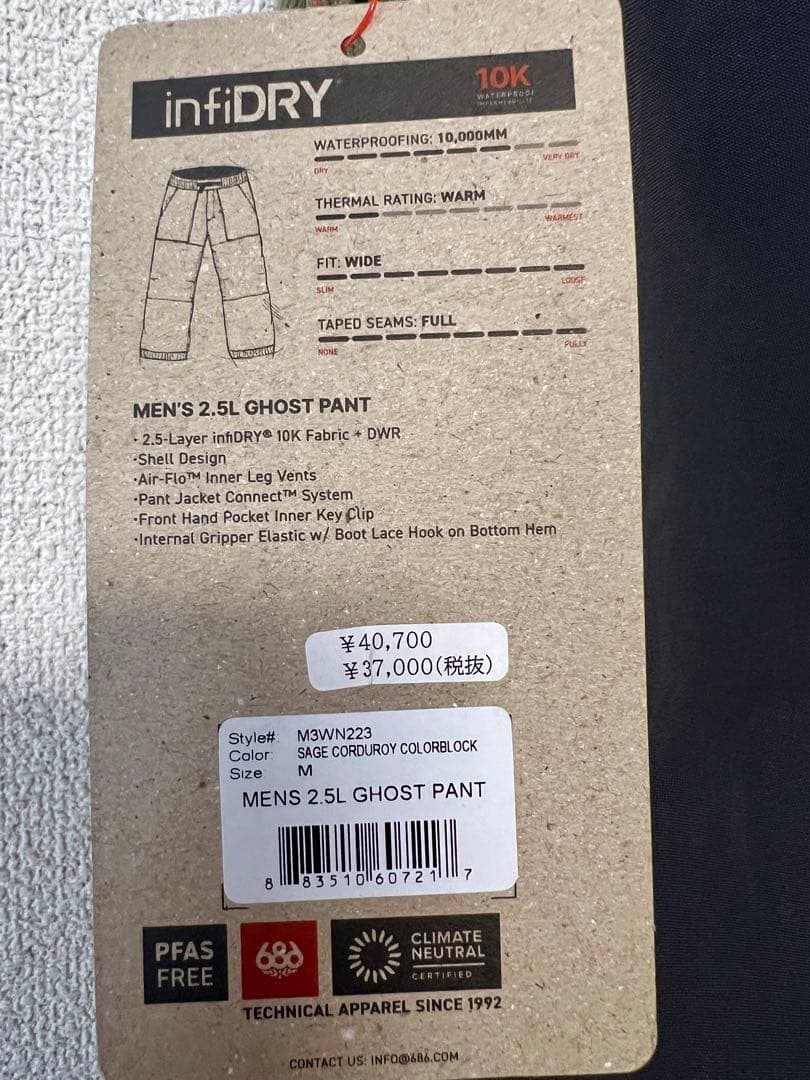 infiDRY
10K
WATERPROOF
WATERPROOFING: 10,000MM
DRY
VERY DRY
THERMAL RATING: WARM
WARM
WARMEST
FIT: WIDE
SLIM
LOOSE
TAPED SEAMS: FULL
NONE
FULLY
MEN'S 2.5L GHOST PANT
· 2.5-Layer infiDRY® 10K Fabric + DWR
·Shell Design
·Air-Flo™ Inner Leg Vents
·Pant Jacket Connect™ System
·Front Hand Pocket Inner Key Clip
·Internal Gripper Elastic w/ Boot Lace Hook on Bottom Hem
¥40,700
¥37,000(税抜)
Style#: M3WN223
Color: SAGE CORDUROY COLORBLOCK
Size M
MENS 2.5L GHOST PANT
8 83510 60721 7
PFAS
FREE
686
CLIMATE
NEUTRAL
CERTIFIED
TECHNICAL APPAREL SINCE 1992
CONTACT US: INFO@686.COM